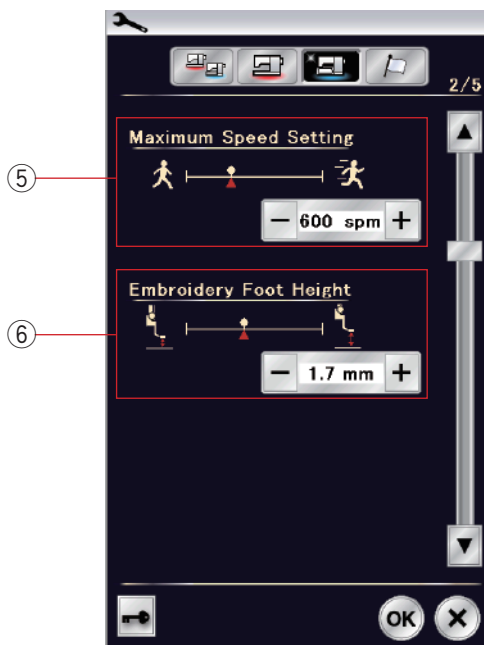 2/5
Maximum Speed Setting
⑤
− 600 spm +
Embroidery Foot Height
⑥
− 1.7 mm +
OK